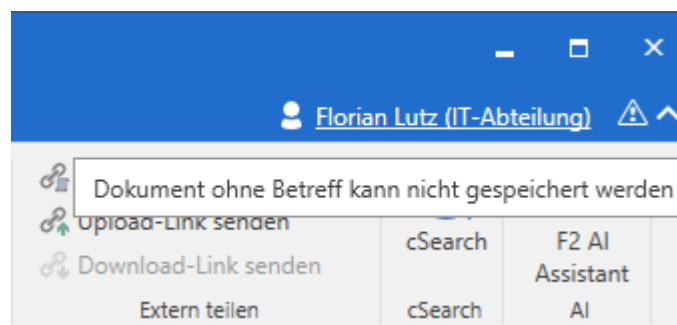 Florian Lutz (IT-Abteilung)
Dokument ohne Betreff kann nicht gespeichert werden
Upload-Link senden
Download-Link senden
Extern teilen
cSearch
cSearch
F2 AI
Assistant
AI